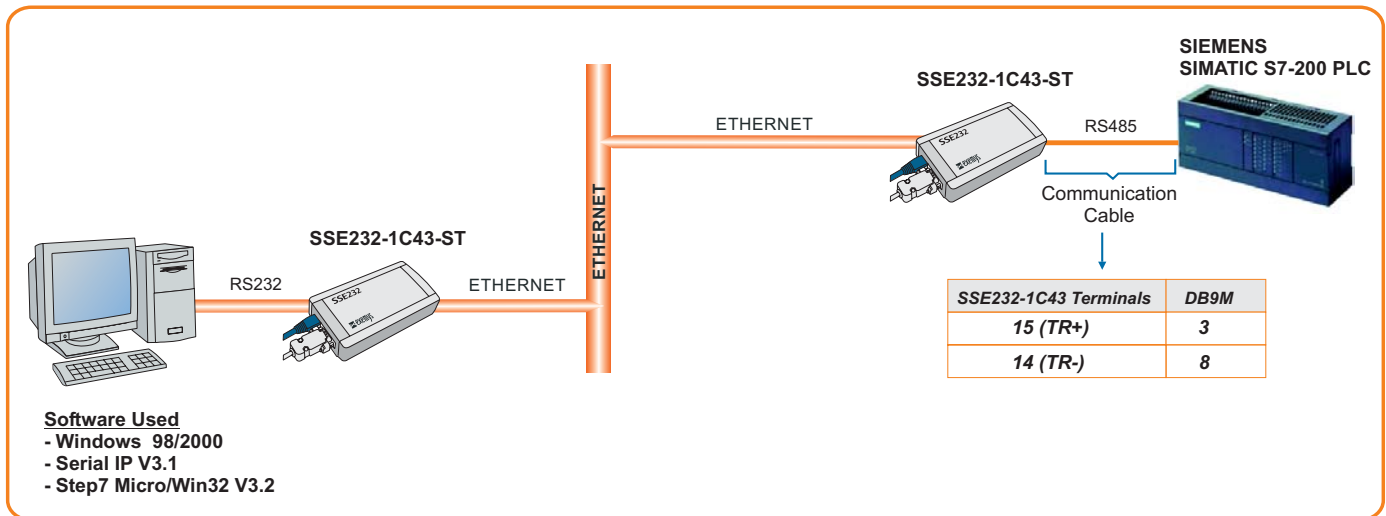 SIEMENS
SIMATIC S7-200 PLC
SSE232-1C43-ST
ETHERNET
RS485
SSE232
exemys
Communication
Cable
ETHERNET
SSE232-1C43-ST
RS232
ETHERNET
SSE232
exemys
SSE232-1C43 Terminals DB9M
15 (TR+) 3
14 (TR-) 8
Software Used
- Windows 98/2000
- Serial IP V3.1
- Step7 Micro/Win32 V3.2